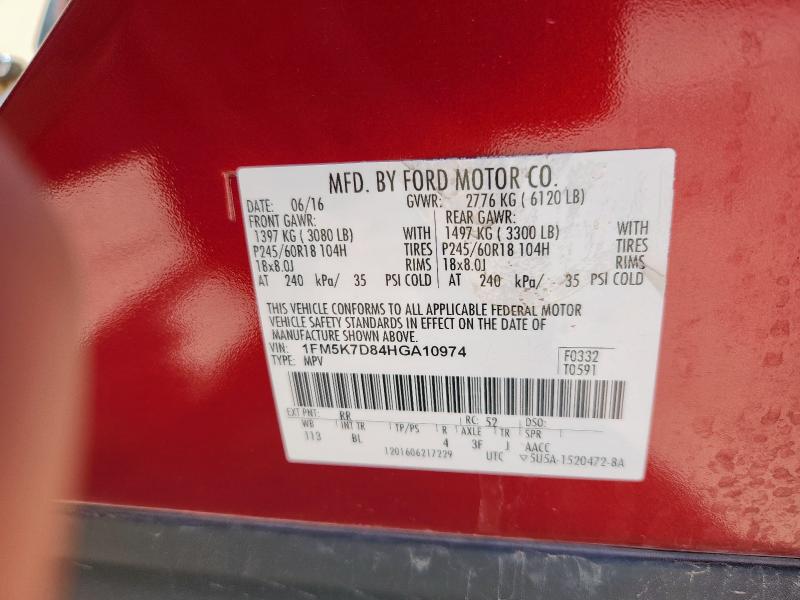 MFD. BY FORD MOTOR CO.
DATE: 06/16 GVWR: 2776 KG ( 6120 LB)
FRONT GAWR: REAR GAWR:
1397 KG ( 3080 LB) WITH 1497 KG ( 3300 LB) WITH
P245/60R18 104H TIRES P245/60R18 104H TIRES
18x8.0J RIMS 18x8.0J RIMS
AT 240 kPa/ 35 PSI COLD AT 240 kPa/ 35 PSI COLD
THIS VEHICLE CONFORMS TO ALL APPLICABLE FEDERAL MOTOR
VEHICLE SAFETY STANDARDS IN EFFECT ON THE DATE OF
MANUFACTURE SHOWN ABOVE.
VIN: 1FM5K7D84HGA10974 F0332
TYPE: MPV T0591
EXT PNT: RR RC: 52 DSO:
WB INT TR TP/PS R AXLE TR SPR
113 BL 4 3F J AACC
1201606217229 UTC ▽5U5A-1520472-8A